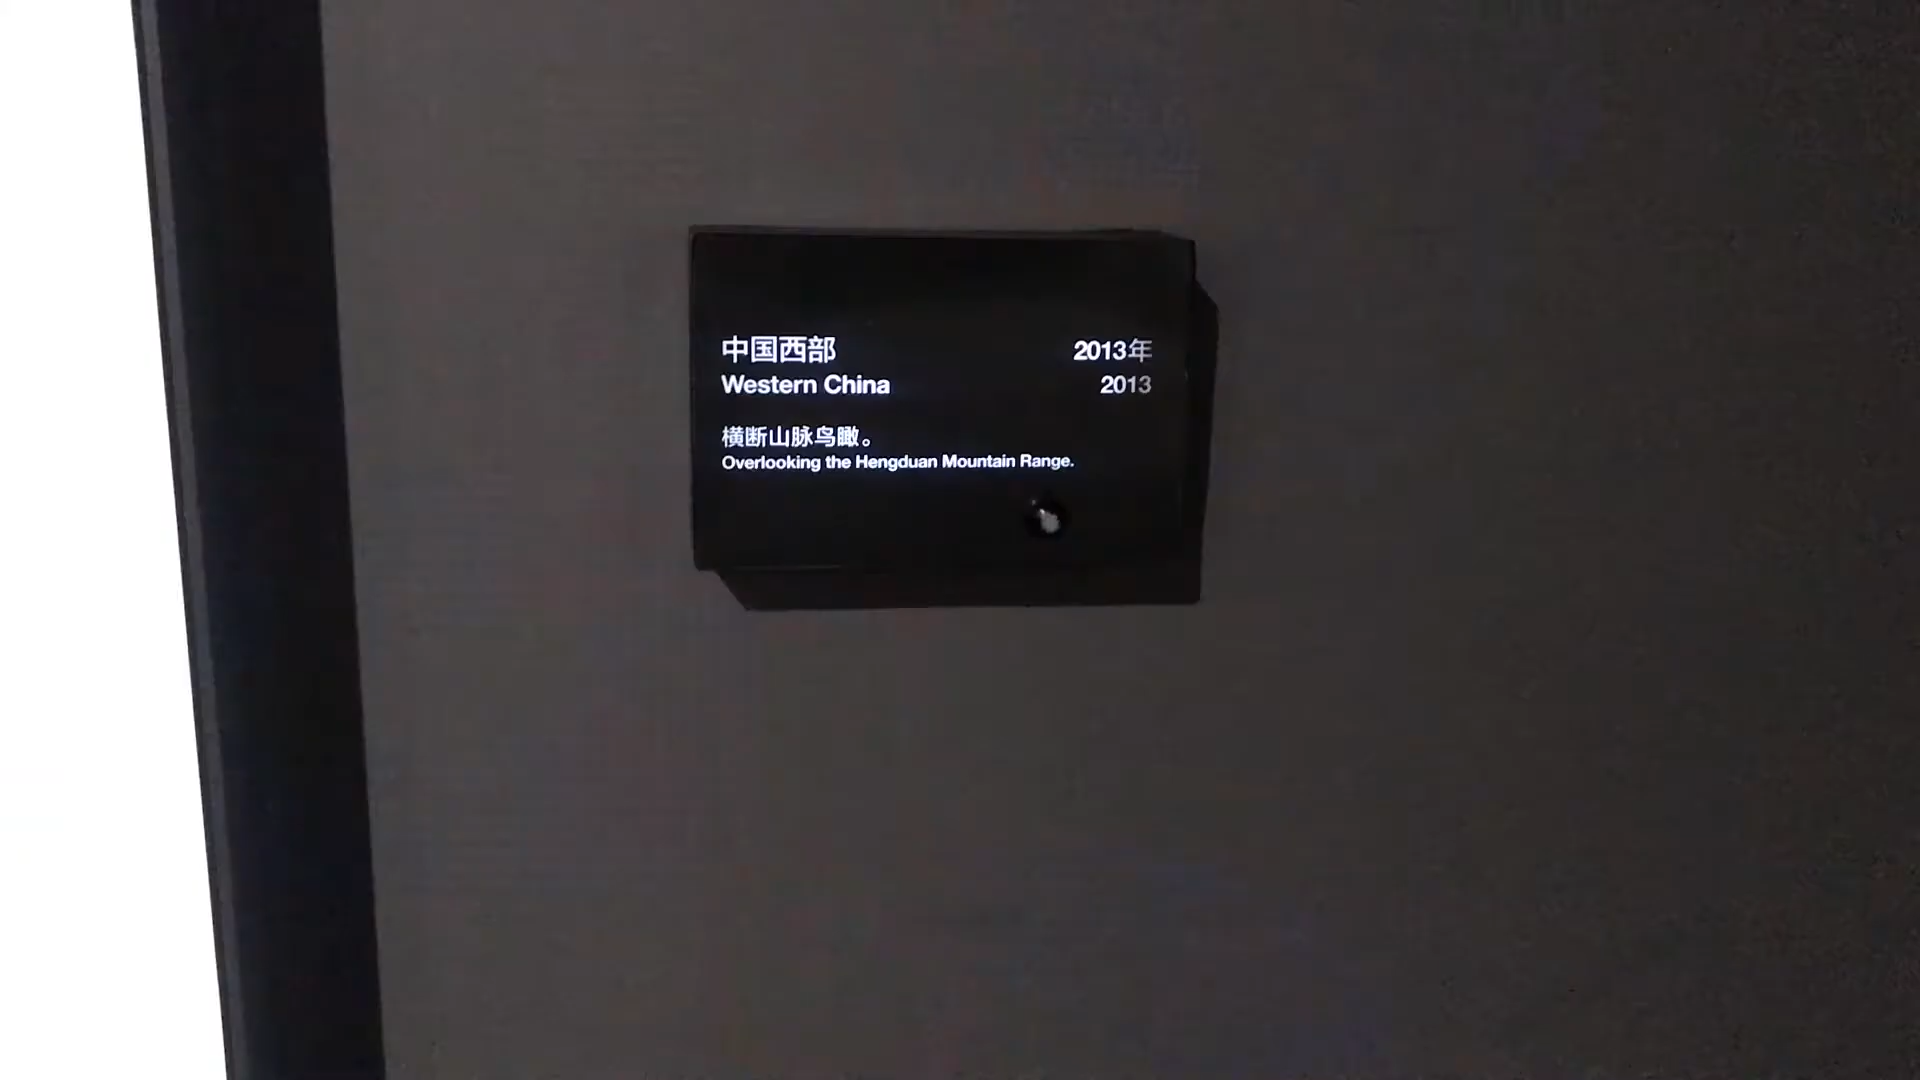 中国西部 2013年
Western China 2013
横断山脉鸟瞰。
Overlooking the Hengduan Mountain Range.